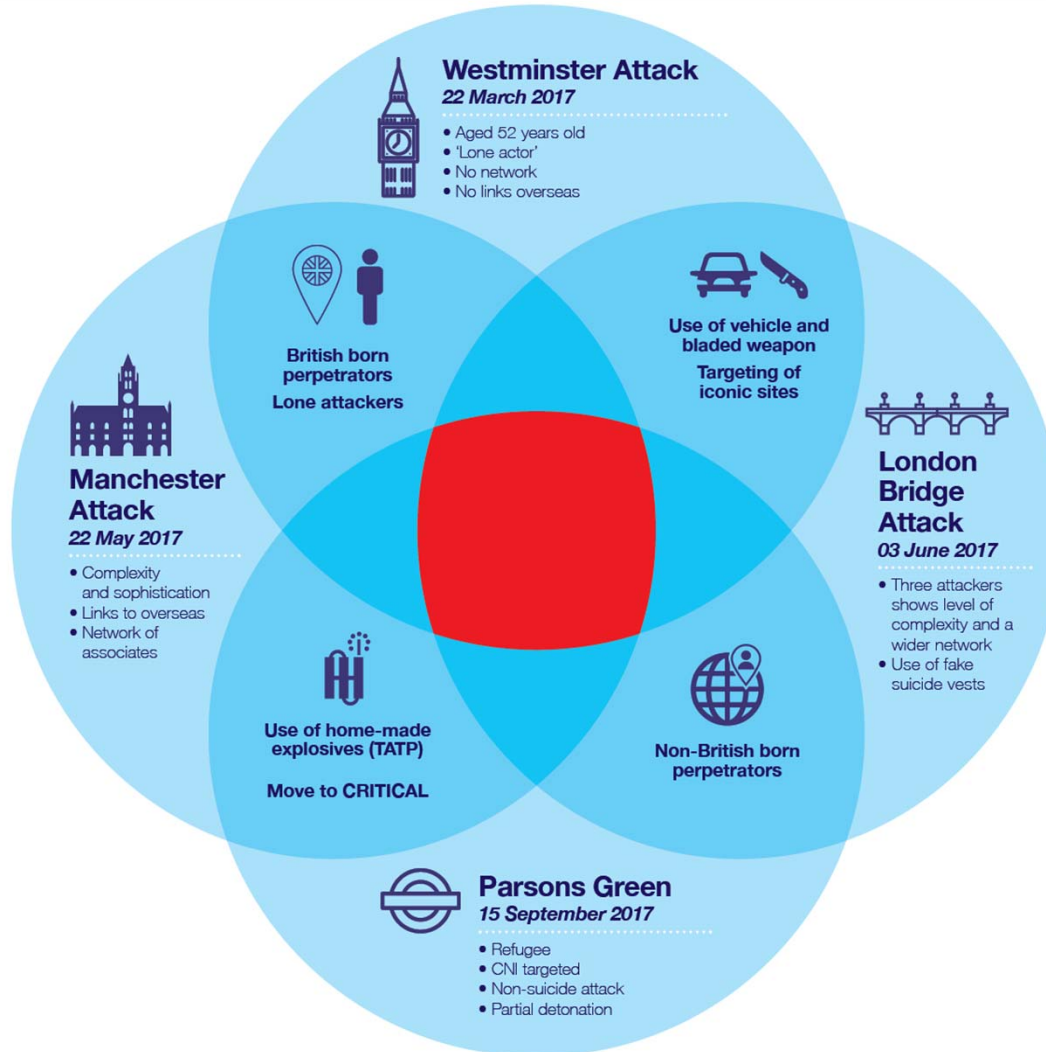 Westminster Attack
22 March 2017
• Aged 52 years old
• 'Lone actor'
• No network
• No links overseas
British born
perpetrators
Lone attackers
Use of vehicle and
bladed weapon
Targeting of
iconic sites
Manchester
Attack
22 May 2017
• Complexity
and sophistication
• Links to overseas
• Network of
associates
London
Bridge
Attack
03 June 2017
• Three attackers
shows level of
complexity and a
wider network
• Use of fake
suicide vests
Use of home-made
explosives (TATP)
Move to CRITICAL
Non-British born
perpetrators
Parsons Green
15 September 2017
• Refugee
• CNI targeted
• Non-suicide attack
• Partial detonation